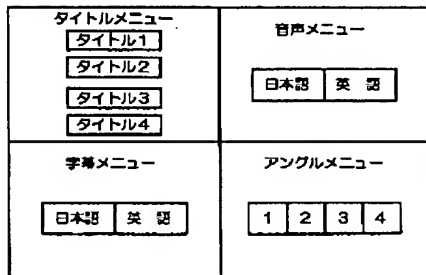 タイトルメニュー
タイトル1
タイトル2
タイトル3
タイトル4
音声メニュー
日本語 英 語
字幕メニュー
日本語 英 語
アングルメニュー
1 2 3 4